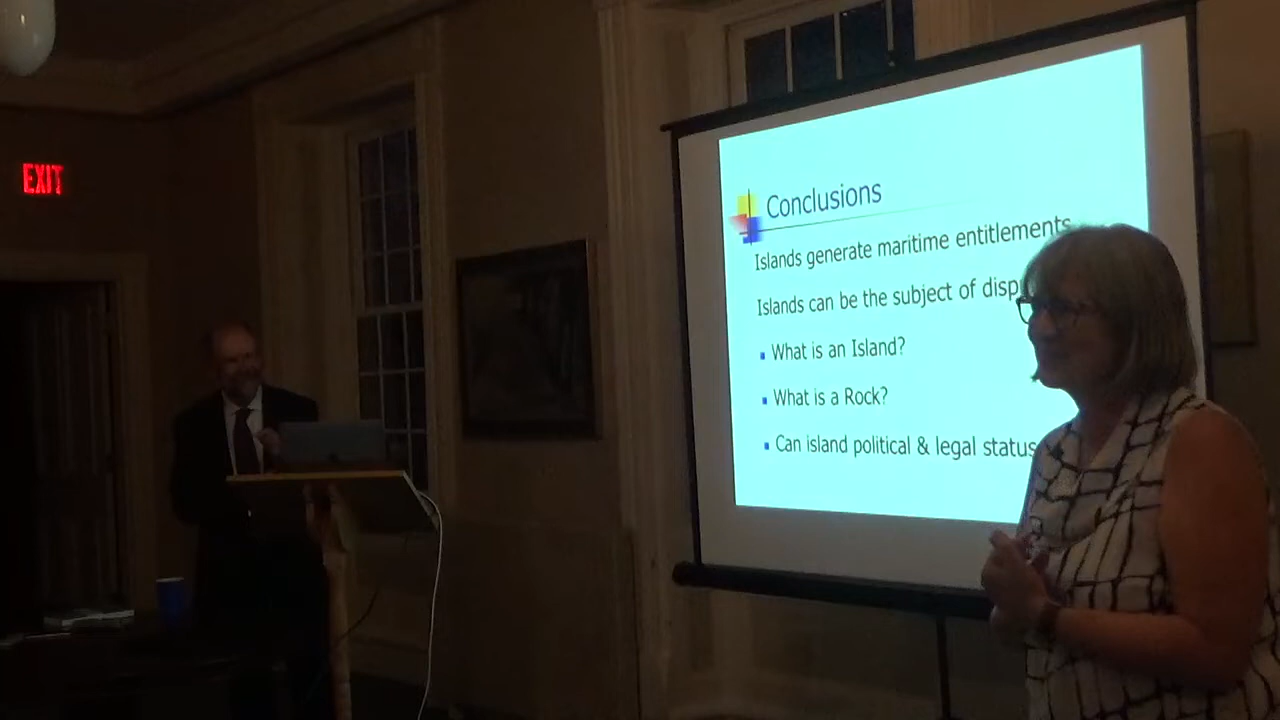 EXIT
Conclusions
Islands generate maritime entitlements
Islands can be the subject of disp
What is an Island?
What is a Rock?
Can island political & legal status